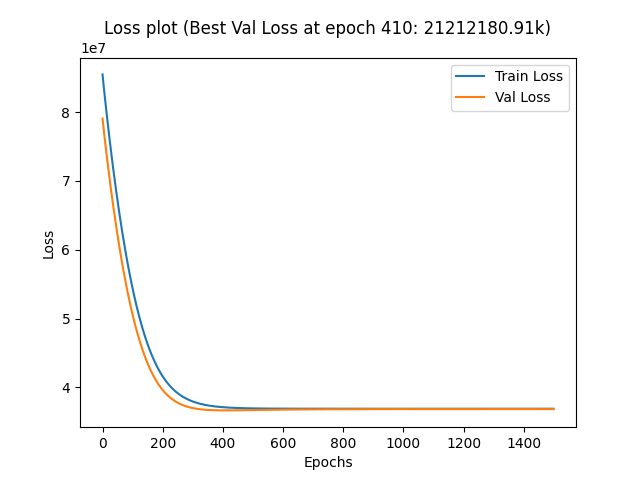 Loss plot (Best Val Loss at epoch 410: 21212180.91k)
1e7
Train Loss
Val Loss
8
7
6
5
4
Loss
0 200 400 600 800 1000 1200 1400
Epochs